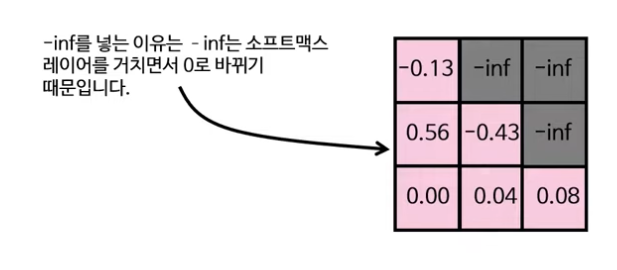 -inf를 넣는 이유는 - inf는 소프트맥스
레이어를 거치면서 0로 바뀌기
때문입니다.
-0.13 -inf -inf
0.56 -0.43 -inf
0.00 0.04 0.08